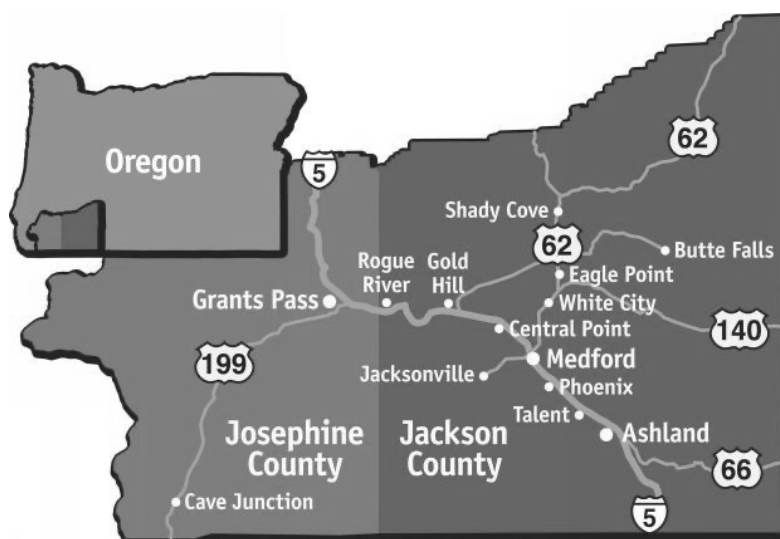 Oregon
5
62
Shady Cove
62
Butte Falls
Rogue
River
Gold
Hill
Eagle Point
Grants Pass
White City
Central Point
140
199
Medford
Jacksonville
Phoenix
Talent
Josephine
County
Jackson
County
Ashland
66
Cave Junction
5